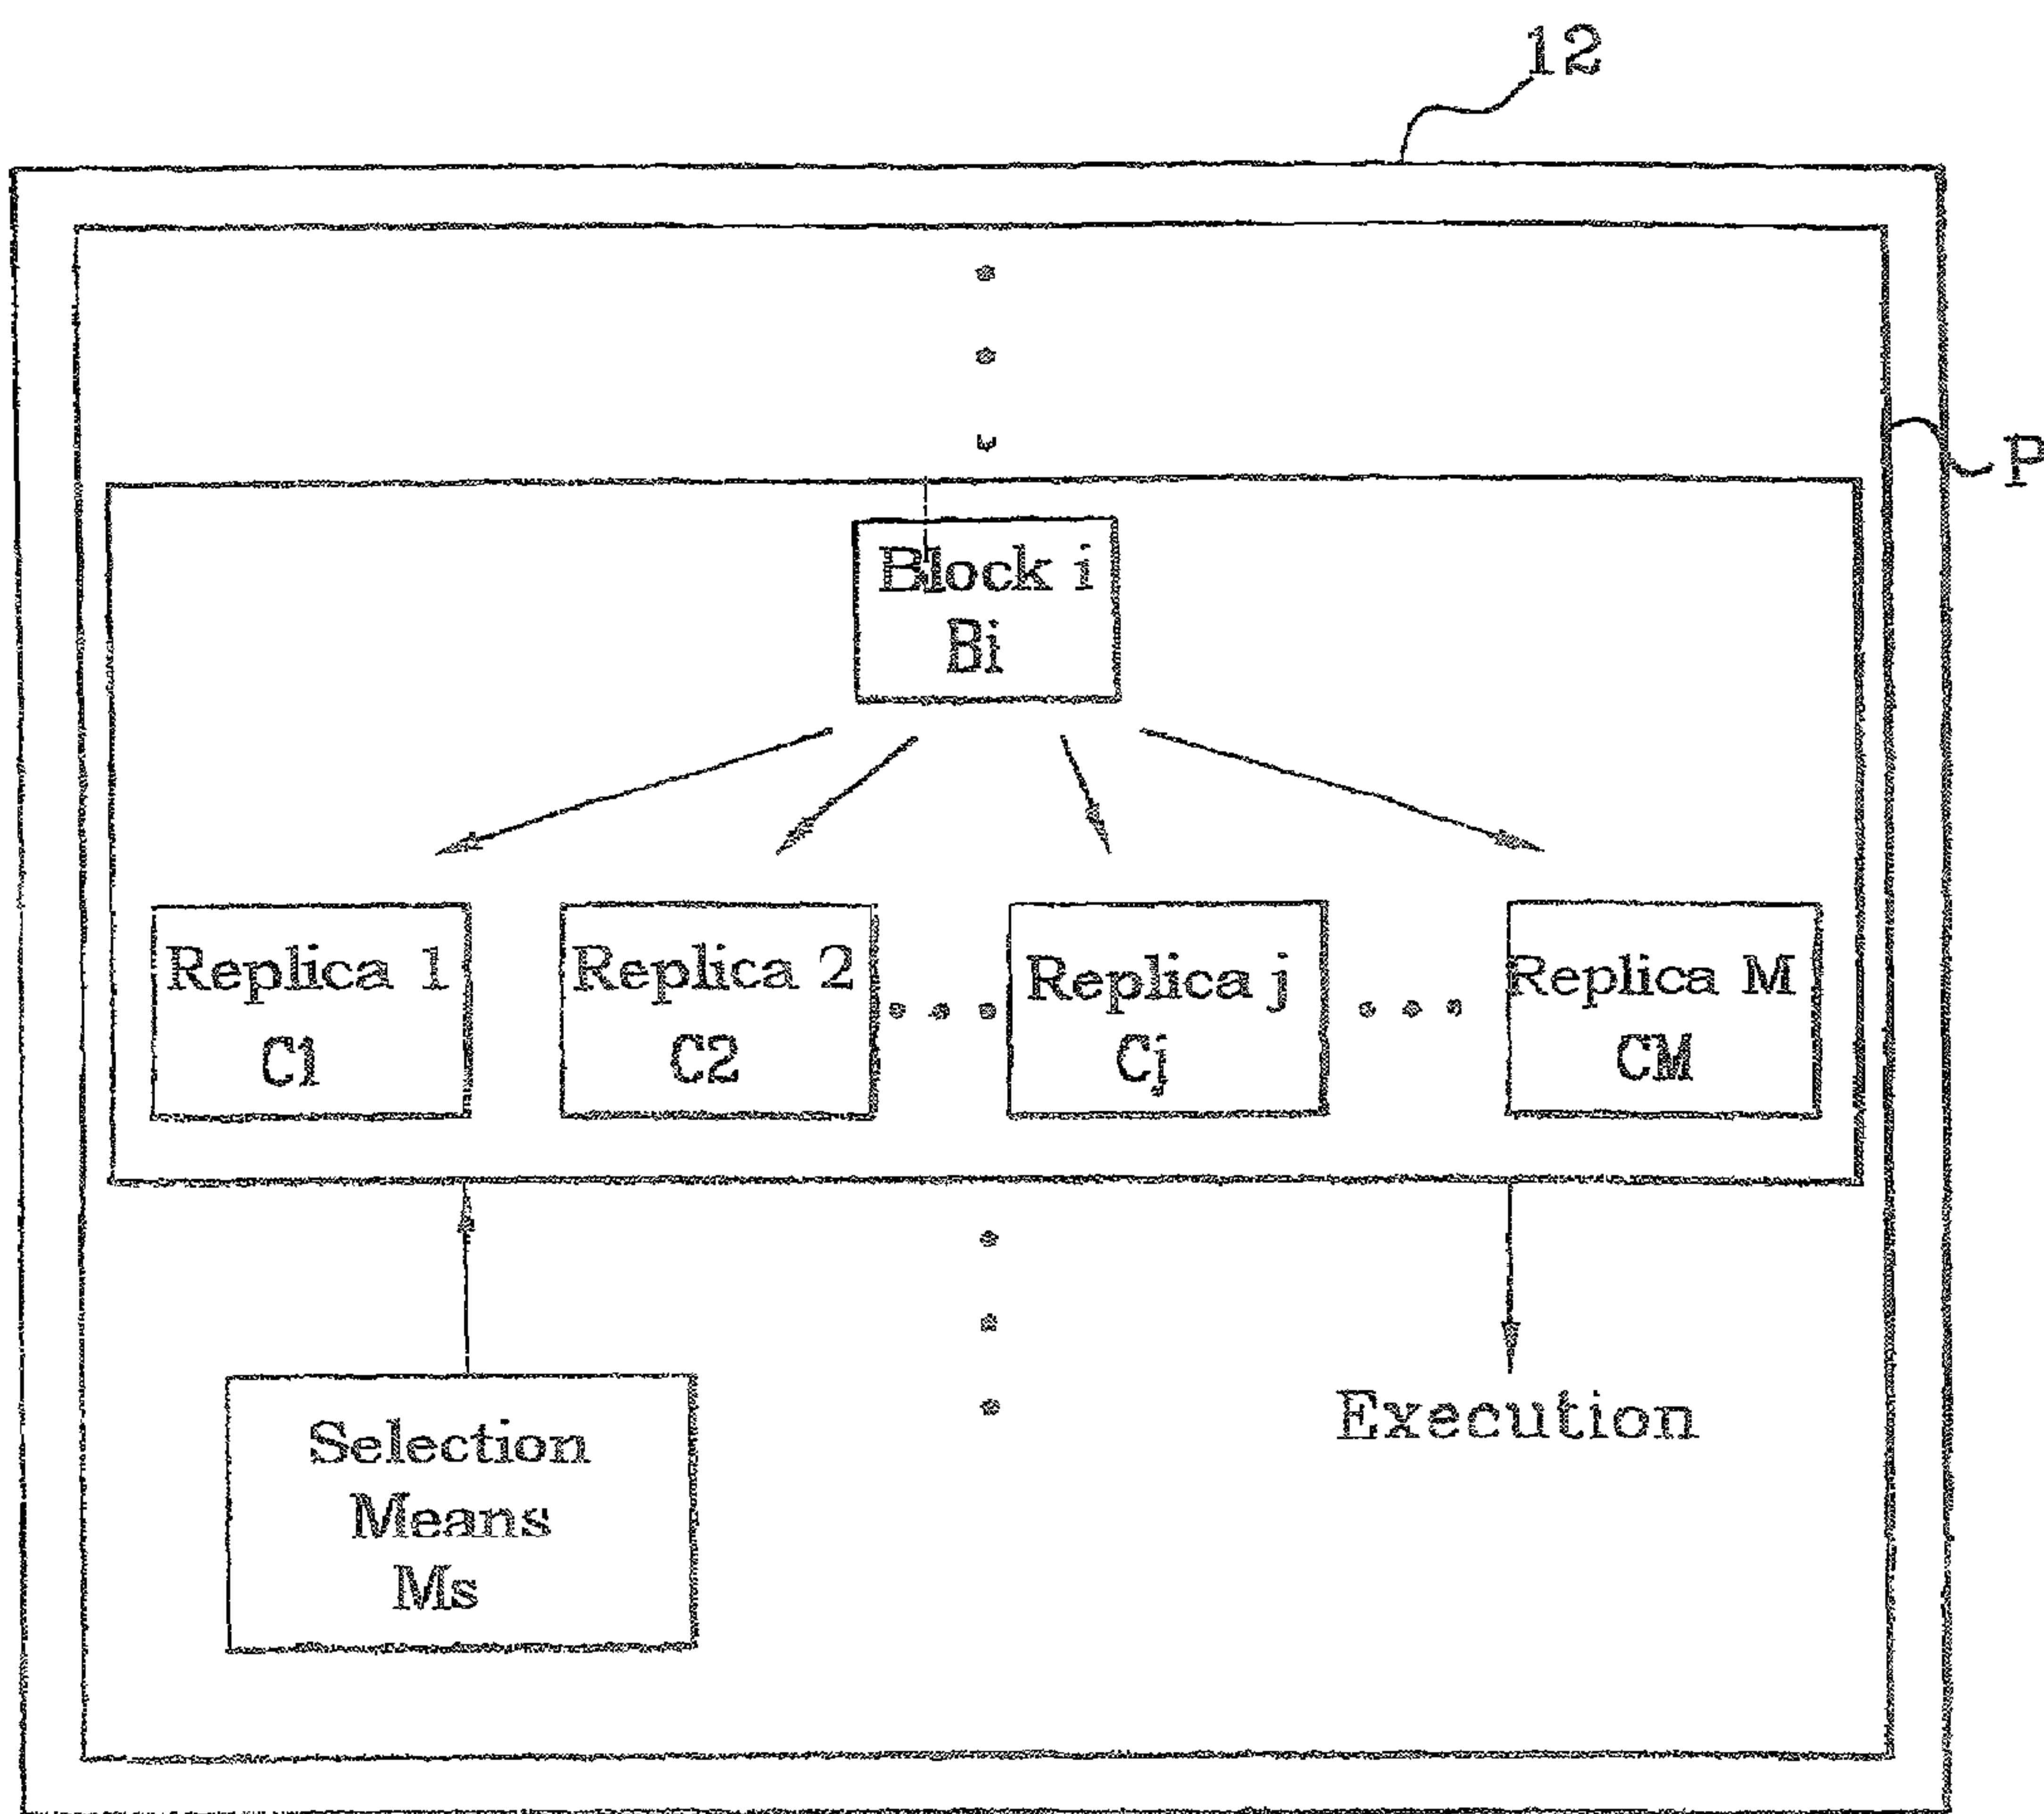 12
P
Block i
Bi
Replica 1
C1
Replica 2
C2
Replica j
Cj
Replica M
CM
Selection
Means
Ms
Execution